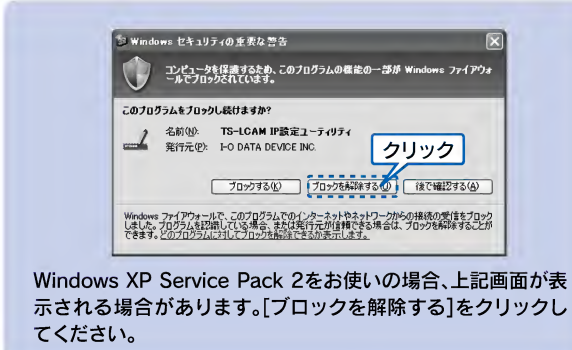 Windows セキュリティの重要な警告
コンピュータを保護するため、このプログラムの機能の一部が Windows ファイアウォ
ールでブロックされています。
このプログラムをブロックし続けますか?
名前(N): TS-LCAM IP設定ユーティリティ
発行元(P): I-O DATA DEVICE INC.
クリック
ブロックする(K) ブロックを解除する(U) 後で確認する(A)
Windows ファイアウォールで、このプログラムでのインターネットやネットワークからの接続の受信をブロック
しました。プログラムを認識している場合、または発行元が信頼できる場合は、ブロックを解除することが
できます。どのプログラムに対してブロックを解除できるか表示します。
Windows XP Service Pack 2をお使いの場合、上記画面が表
示される場合があります。[ブロックを解除する]をクリックし
てください。